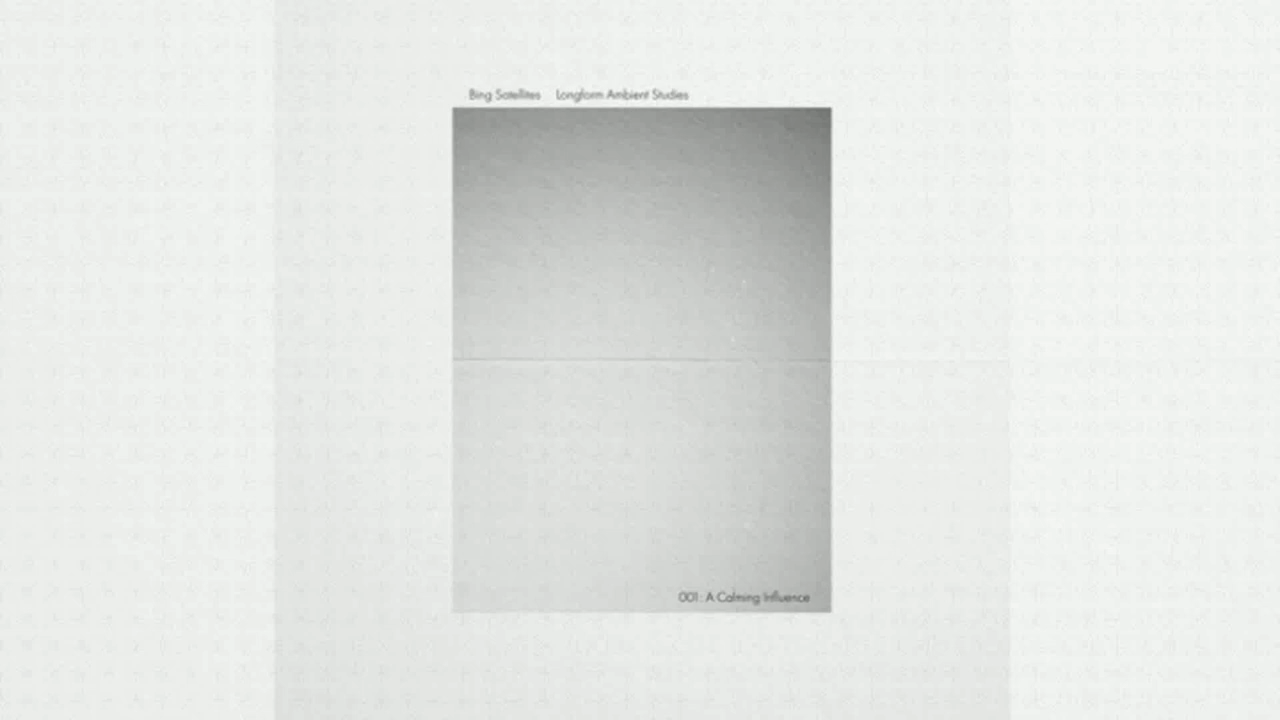 Bing Satellites Longform Ambient Studies
001: A Calming Influence